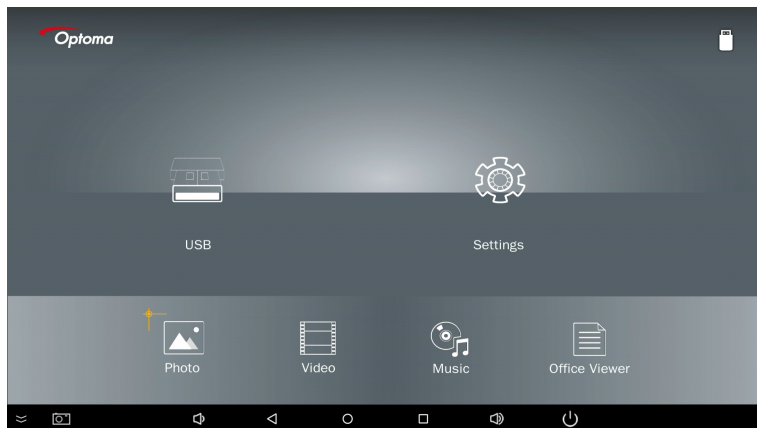 Optoma
USB
Settings
Photo
Video
Music
Office Viewer